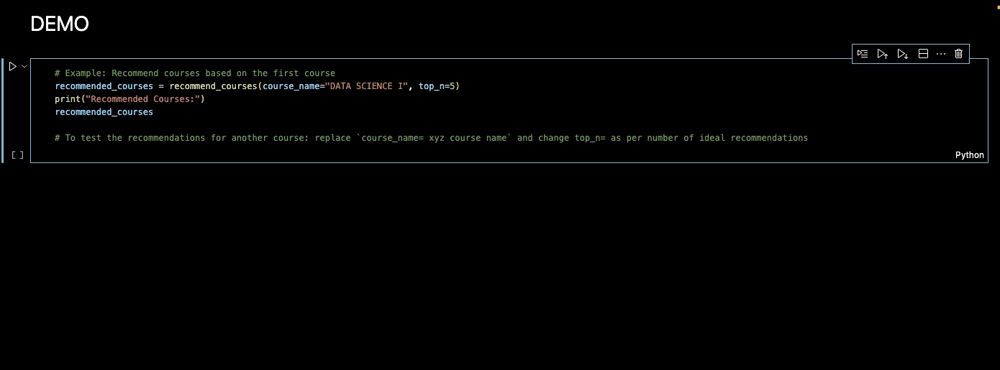 DEMO
# Example: Recommend courses based on the first course
recommended_courses = recommend_courses(course_name="DATA SCIENCE I", top_n=5)
print("Recommended Courses:")
recommended_courses
# To test the recommendations for another course: replace `course_name= xyz course name` and change top_n= as per number of ideal recommendations
[ ]
Python